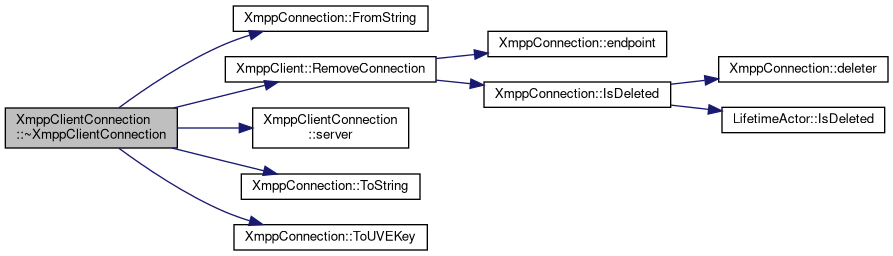 XmppClientConnection
::~XmppClientConnection
XmppConnection::FromString
XmppClient::RemoveConnection
XmppClientConnection
::server
XmppConnection::ToString
XmppConnection::ToUVEKey
XmppConnection::endpoint
XmppConnection::IsDeleted
XmppConnection::deleter
LifetimeActor::IsDeleted